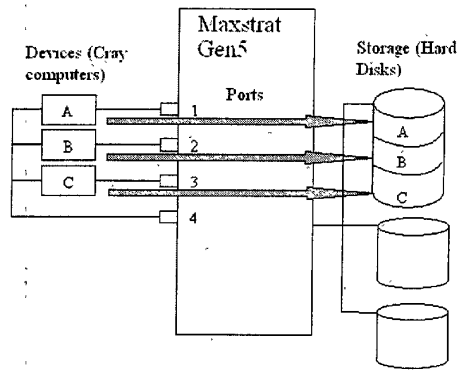 Maxstrat
Gen5
Devices (Cray
computers)
Storage (Hard
Disks)
Ports
A
1
A
B
2
B
C
3
C
4